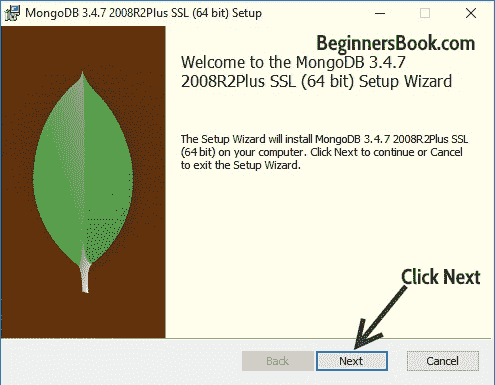 MongoDB 3.4.7 2008R2Plus SSL (64 bit) Setup
BeginnersBook.com
Welcome to the MongoDB 3.4.7
2008R2Plus SSL (64 bit) Setup Wizard
The Setup Wizard will install MongoDB 3.4.7 2008R2Plus SSL
(64 bit) on your computer. Click Next to continue or Cancel
to exit the Setup Wizard.
Click Next
Back Next Cancel